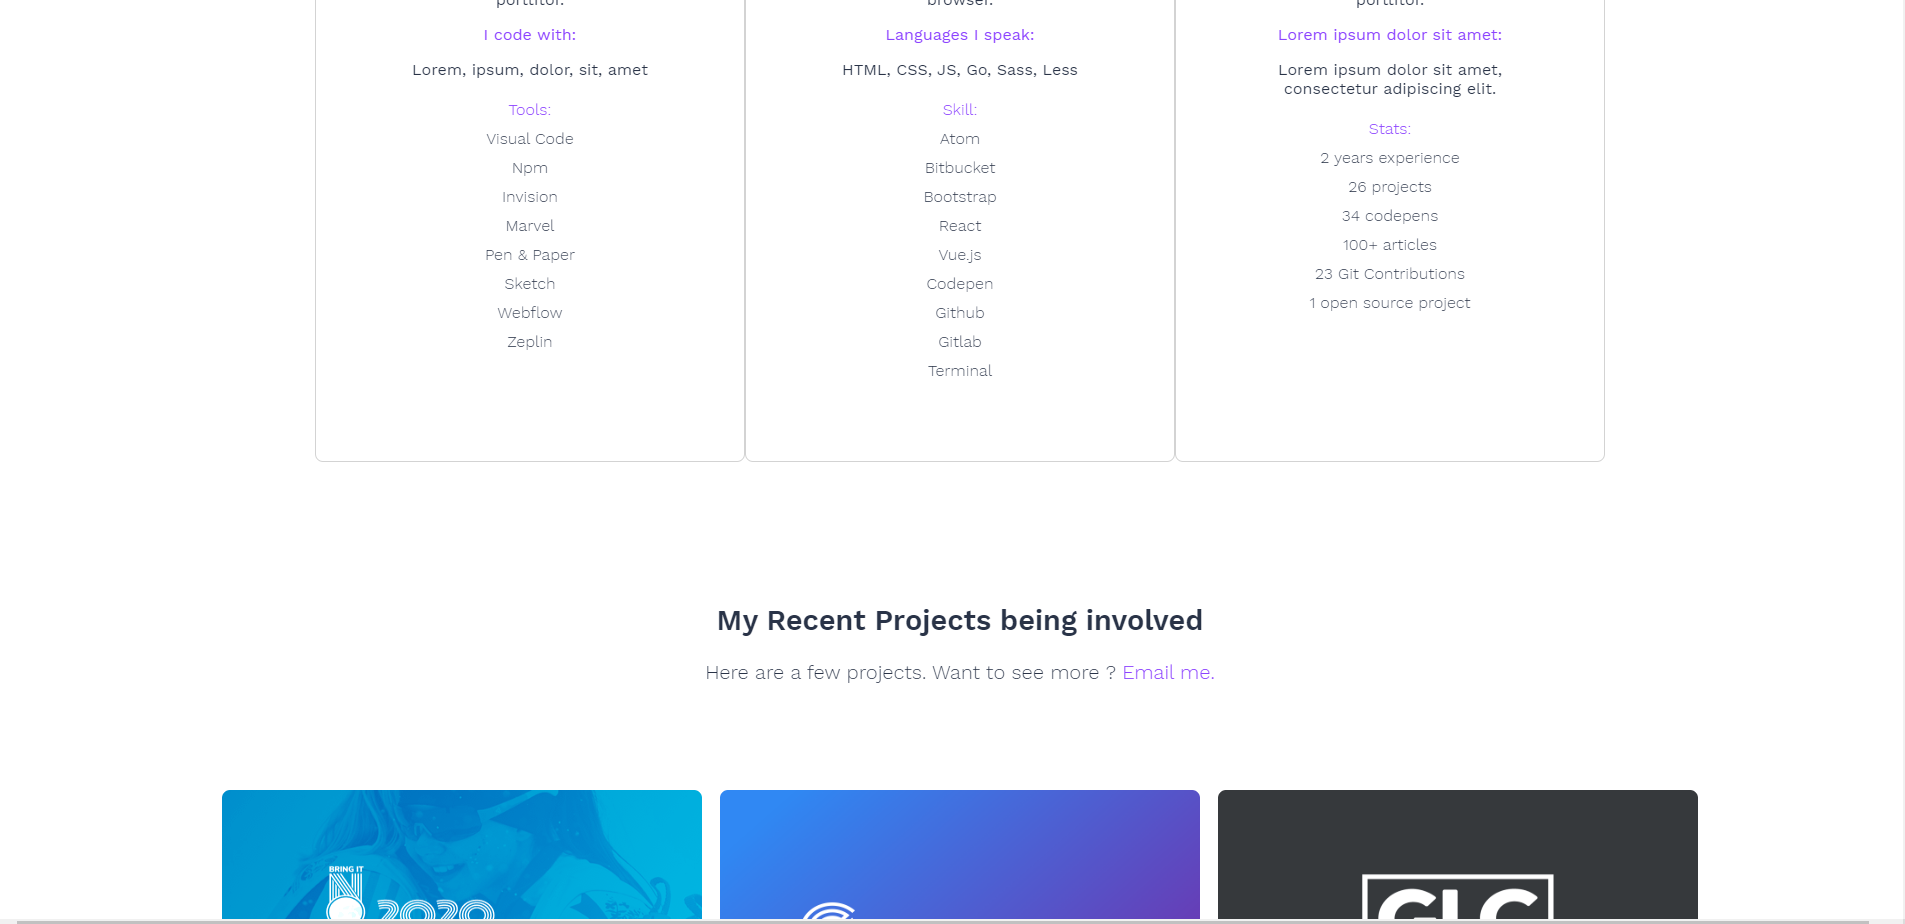 porttitor.
I code with:
Lorem, ipsum, dolor, sit, amet
Tools:
Visual Code
Npm
Invision
Marvel
Pen & Paper
Sketch
Webflow
Zeplin
browser.
Languages I speak:
HTML, CSS, JS, Go, Sass, Less
Skill:
Atom
Bitbucket
Bootstrap
React
Vue.js
Codepen
Github
Gitlab
Terminal
porttitor.
Lorem ipsum dolor sit amet:
Lorem ipsum dolor sit amet,
consectetur adipiscing elit.
Stats:
2 years experience
26 projects
34 codepens
100+ articles
23 Git Contributions
1 open source project
My Recent Projects being involved
Here are a few projects. Want to see more ? Email me.
BRING IT
N 2020
GLC